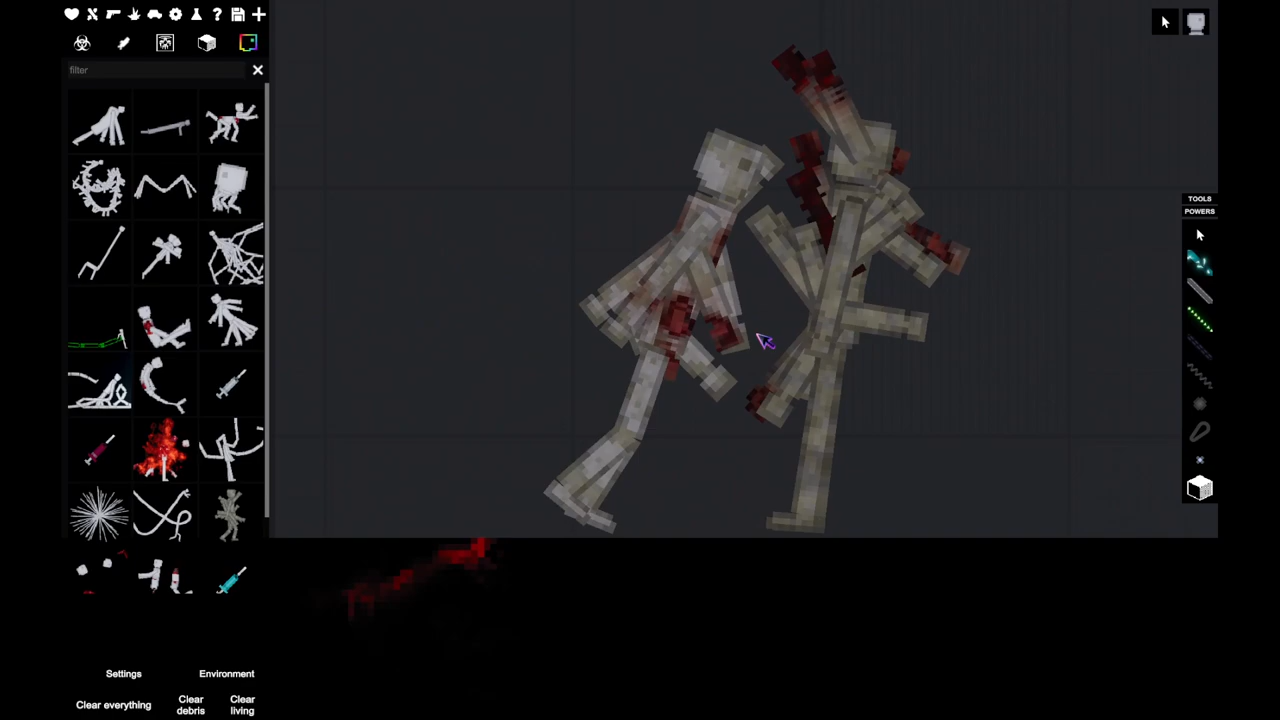 filter
TOOLS
POWERS
Settings
Environment
Clear everything
Clear
debris
Clear
living